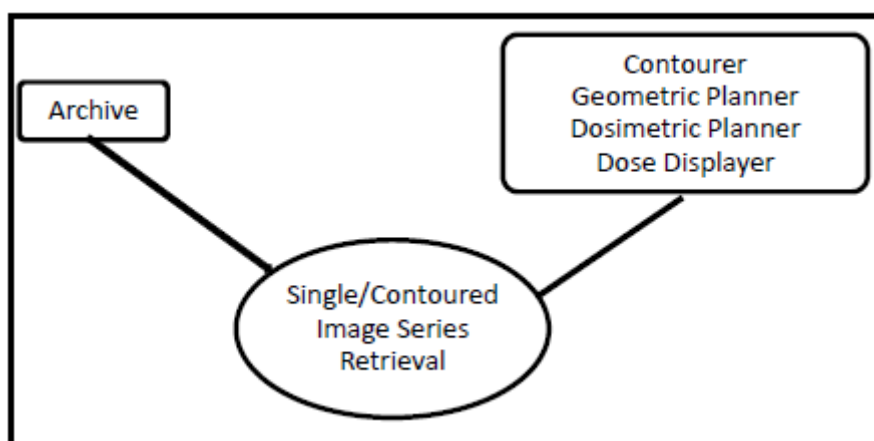 Archive
Contourer
Geometric Planner
Dosimetric Planner
Dose Displayer
Single/Contoured
Image Series
Retrieval